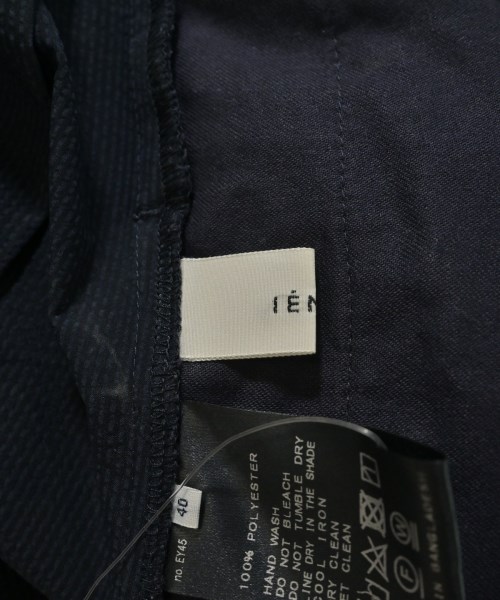 40
no. EY45
100% POLYESTER
HAND WASH
DO NOT BLEACH
DO NOT TUMBLE DRY
LINE DRY IN THE SHADE
COOL IRON
DRY CLEAN
WET CLEAN